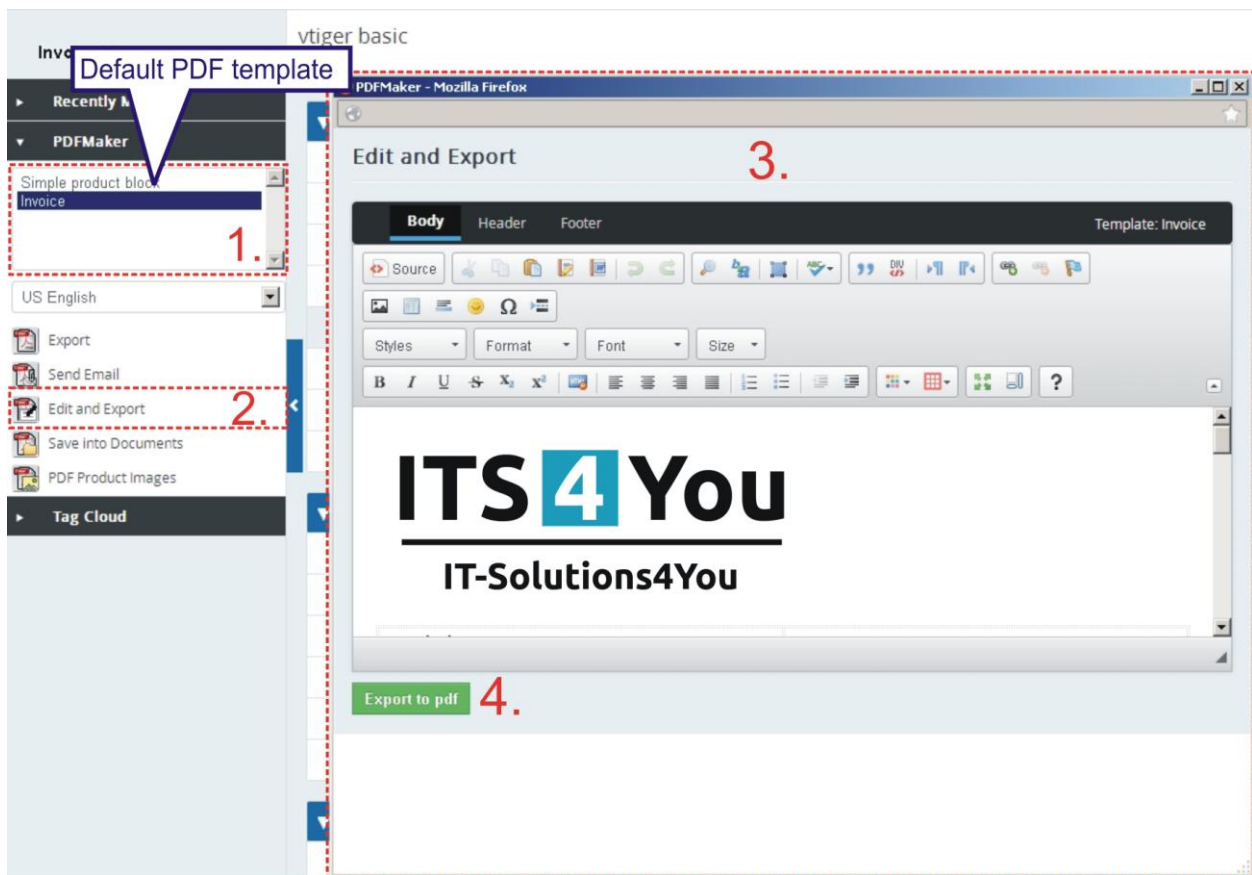 vtiger basic
Default PDF template
PDFMaker - Mozilla Firefox
PDFMaker
Simple product block
Invoice
1.
US English
Export
Send Email
Edit and Export
2.
Save into Documents
PDF Product Images
Tag Cloud
Edit and Export
3.
Body Header Footer Template: Invoice
Source
Styles Format Font Size
B I U S X₂ x² ?
ITS 4 You
IT-Solutions4You
Export to pdf
4.